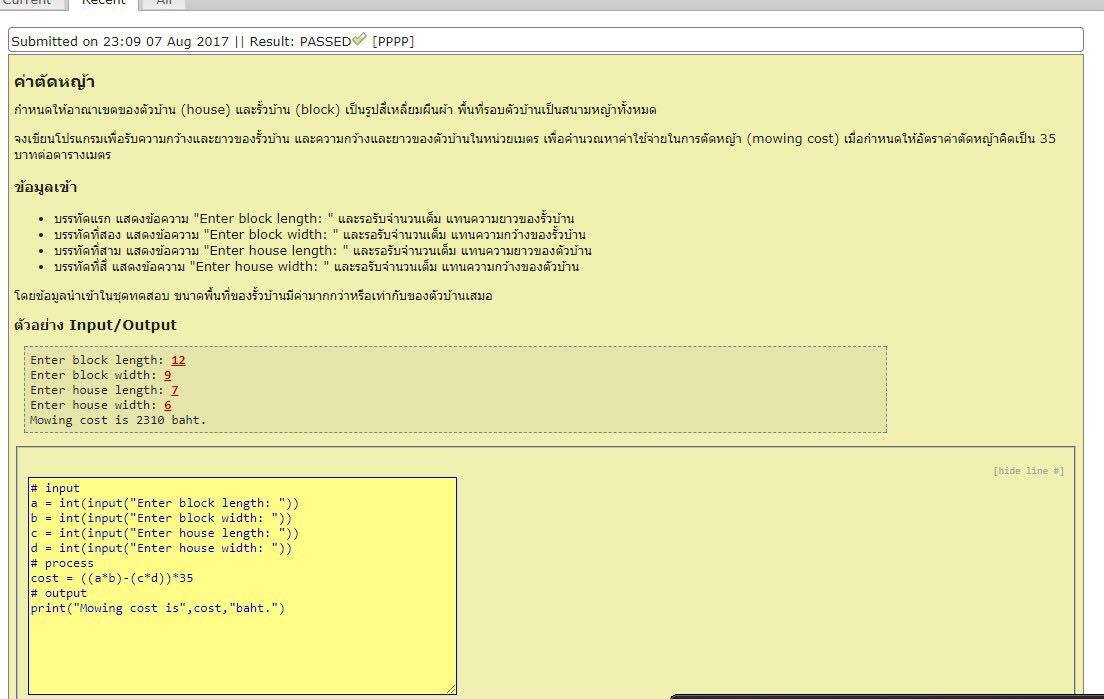 Current Recent All
Submitted on 23:09 07 Aug 2017 || Result: PASSED [PPPP]
ค่าตัดหญ้า
กำหนดให้อาณาเขตของตัวบ้าน (house) และรั้วบ้าน (block) เป็นรูปสี่เหลี่ยมผืนผ้า พื้นที่รอบตัวบ้านเป็นสนามหญ้าทั้งหมด
จงเขียนโปรแกรมเพื่อรับความกว้างและยาวของรั้วบ้าน และความกว้างและยาวของตัวบ้านในหน่วยเมตร เพื่อคำนวณหาค่าใช้จ่ายในการตัดหญ้า (mowing cost) เมื่อกำหนดให้อัตราค่าตัดหญ้าคิดเป็น 35
บาทต่อตารางเมตร
ข้อมูลเข้า
• บรรทัดแรก แสดงข้อความ "Enter block length: " และรอรับจำนวนเต็ม แทนความยาวของรั้วบ้าน
• บรรทัดที่สอง แสดงข้อความ "Enter block width: " และรอรับจำนวนเต็ม แทนความกว้างของรั้วบ้าน
• บรรทัดที่สาม แสดงข้อความ "Enter house length: " และรอรับจำนวนเต็ม แทนความยาวของตัวบ้าน
• บรรทัดที่สี่ แสดงข้อความ "Enter house width: " และรอรับจำนวนเต็ม แทนความกว้างของตัวบ้าน
โดยข้อมูลนำเข้าในชุดทดสอบ ขนาดพื้นที่ของรั้วบ้านมีค่ามากกว่าหรือเท่ากับของตัวบ้านเสมอ
ตัวอย่าง Input/Output
Enter block length: 12
Enter block width: 9
Enter house length: 7
Enter house width: 6
Mowing cost is 2310 baht.
[hide line #]
# input
a = int(input("Enter block length: "))
b = int(input("Enter block width: "))
c = int(input("Enter house length: "))
d = int(input("Enter house width: "))
# process
cost = ((a*b)-(c*d))*35
# output
print("Mowing cost is",cost,"baht.")